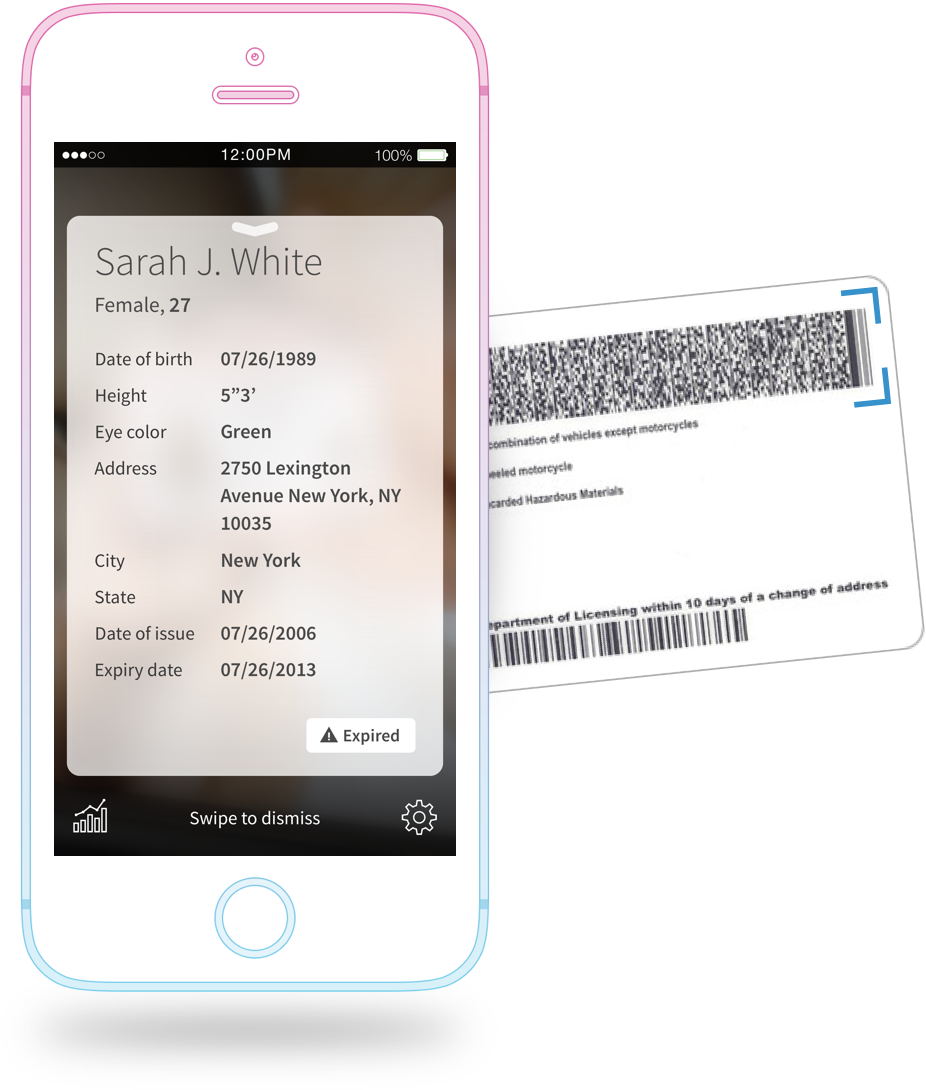 12:00PM 100%
Sarah J. White
Female, 27
Date of birth 07/26/1989
Height 5”3’
Eye color Green
Address 2750 Lexington
Avenue New York, NY
10035
City New York
State NY
Date of issue 07/26/2006
Expiry date 07/26/2013
Expired
Swipe to dismiss
combination of vehicles except motorcycles
motorcycle
Hazardous Materials
of Licensing within 10 days of a change of address